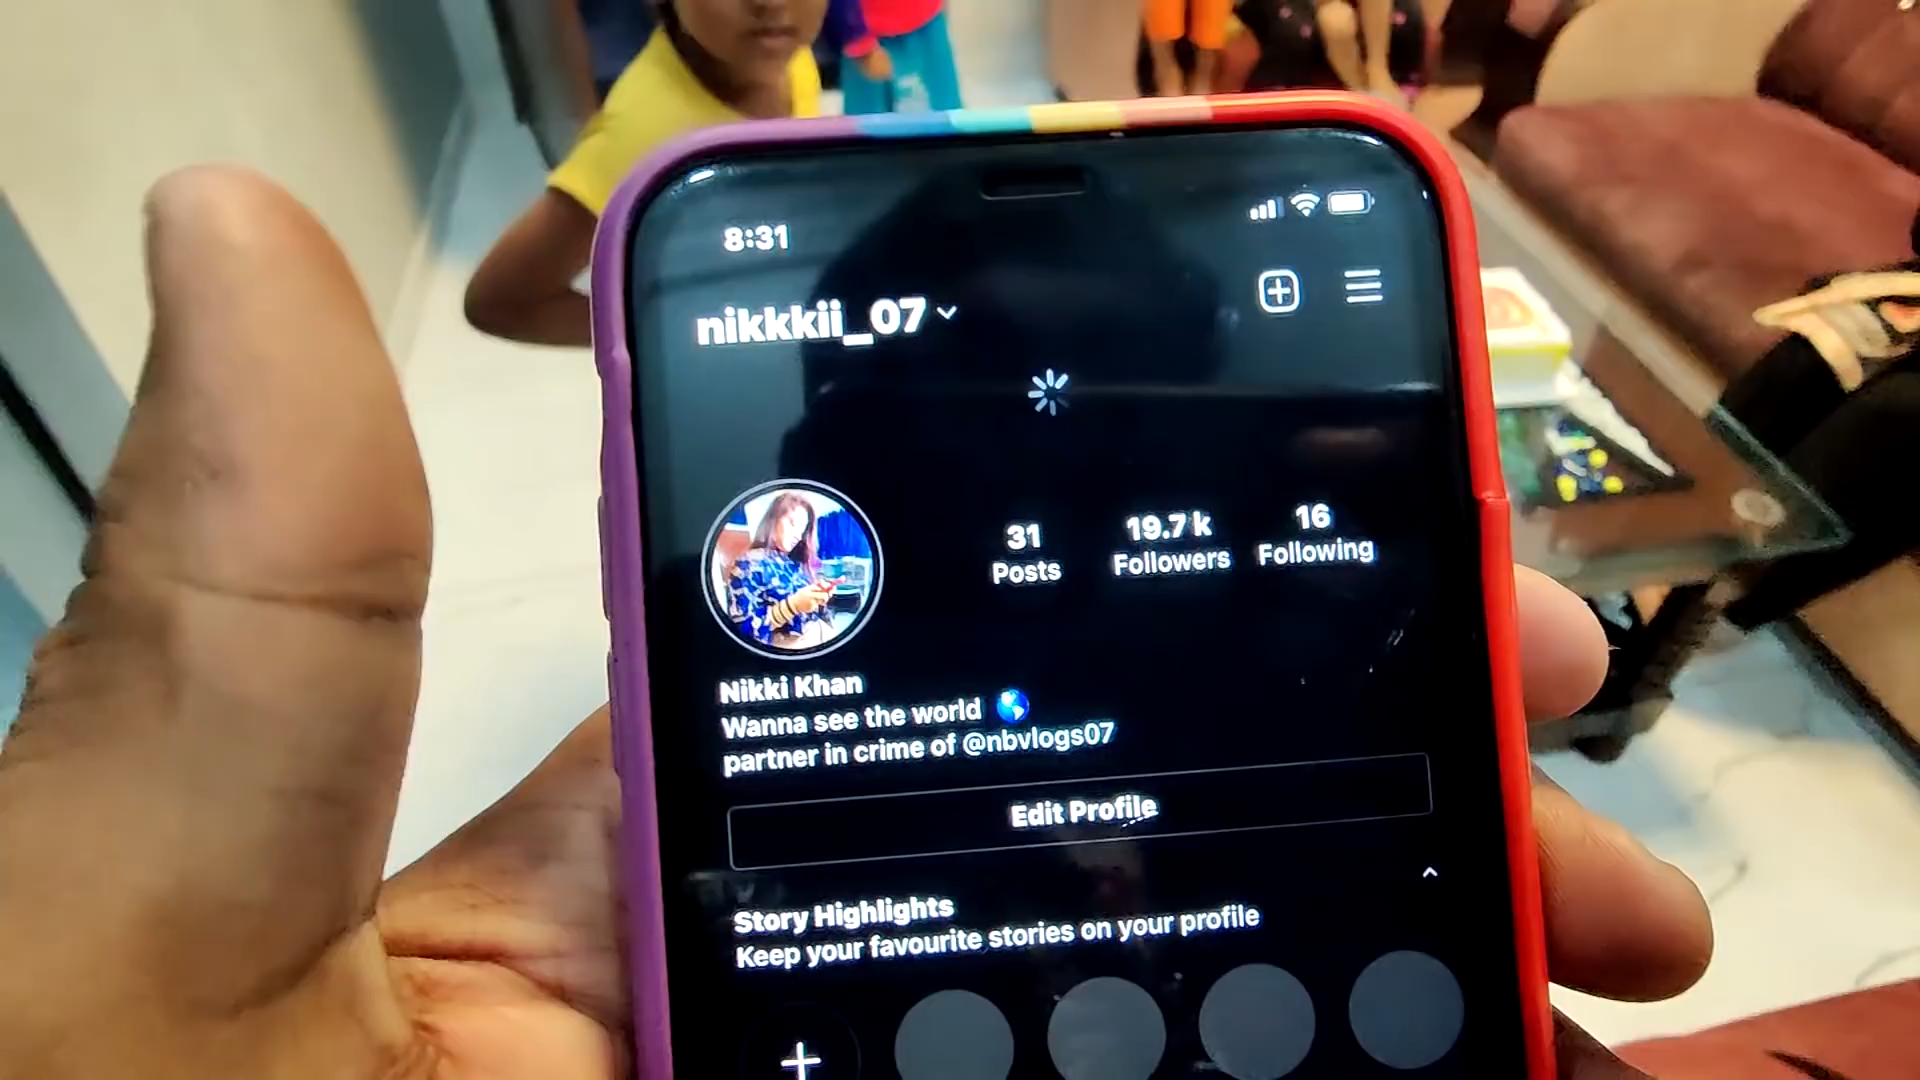 8:31
nikkkii_07
31 19.7 k 16
Posts Followers Following
Nikki Khan
Wanna see the world 🌎
partner in crime of @nbvlogs07
Edit Profile
Story Highlights
Keep your favourite stories on your profile